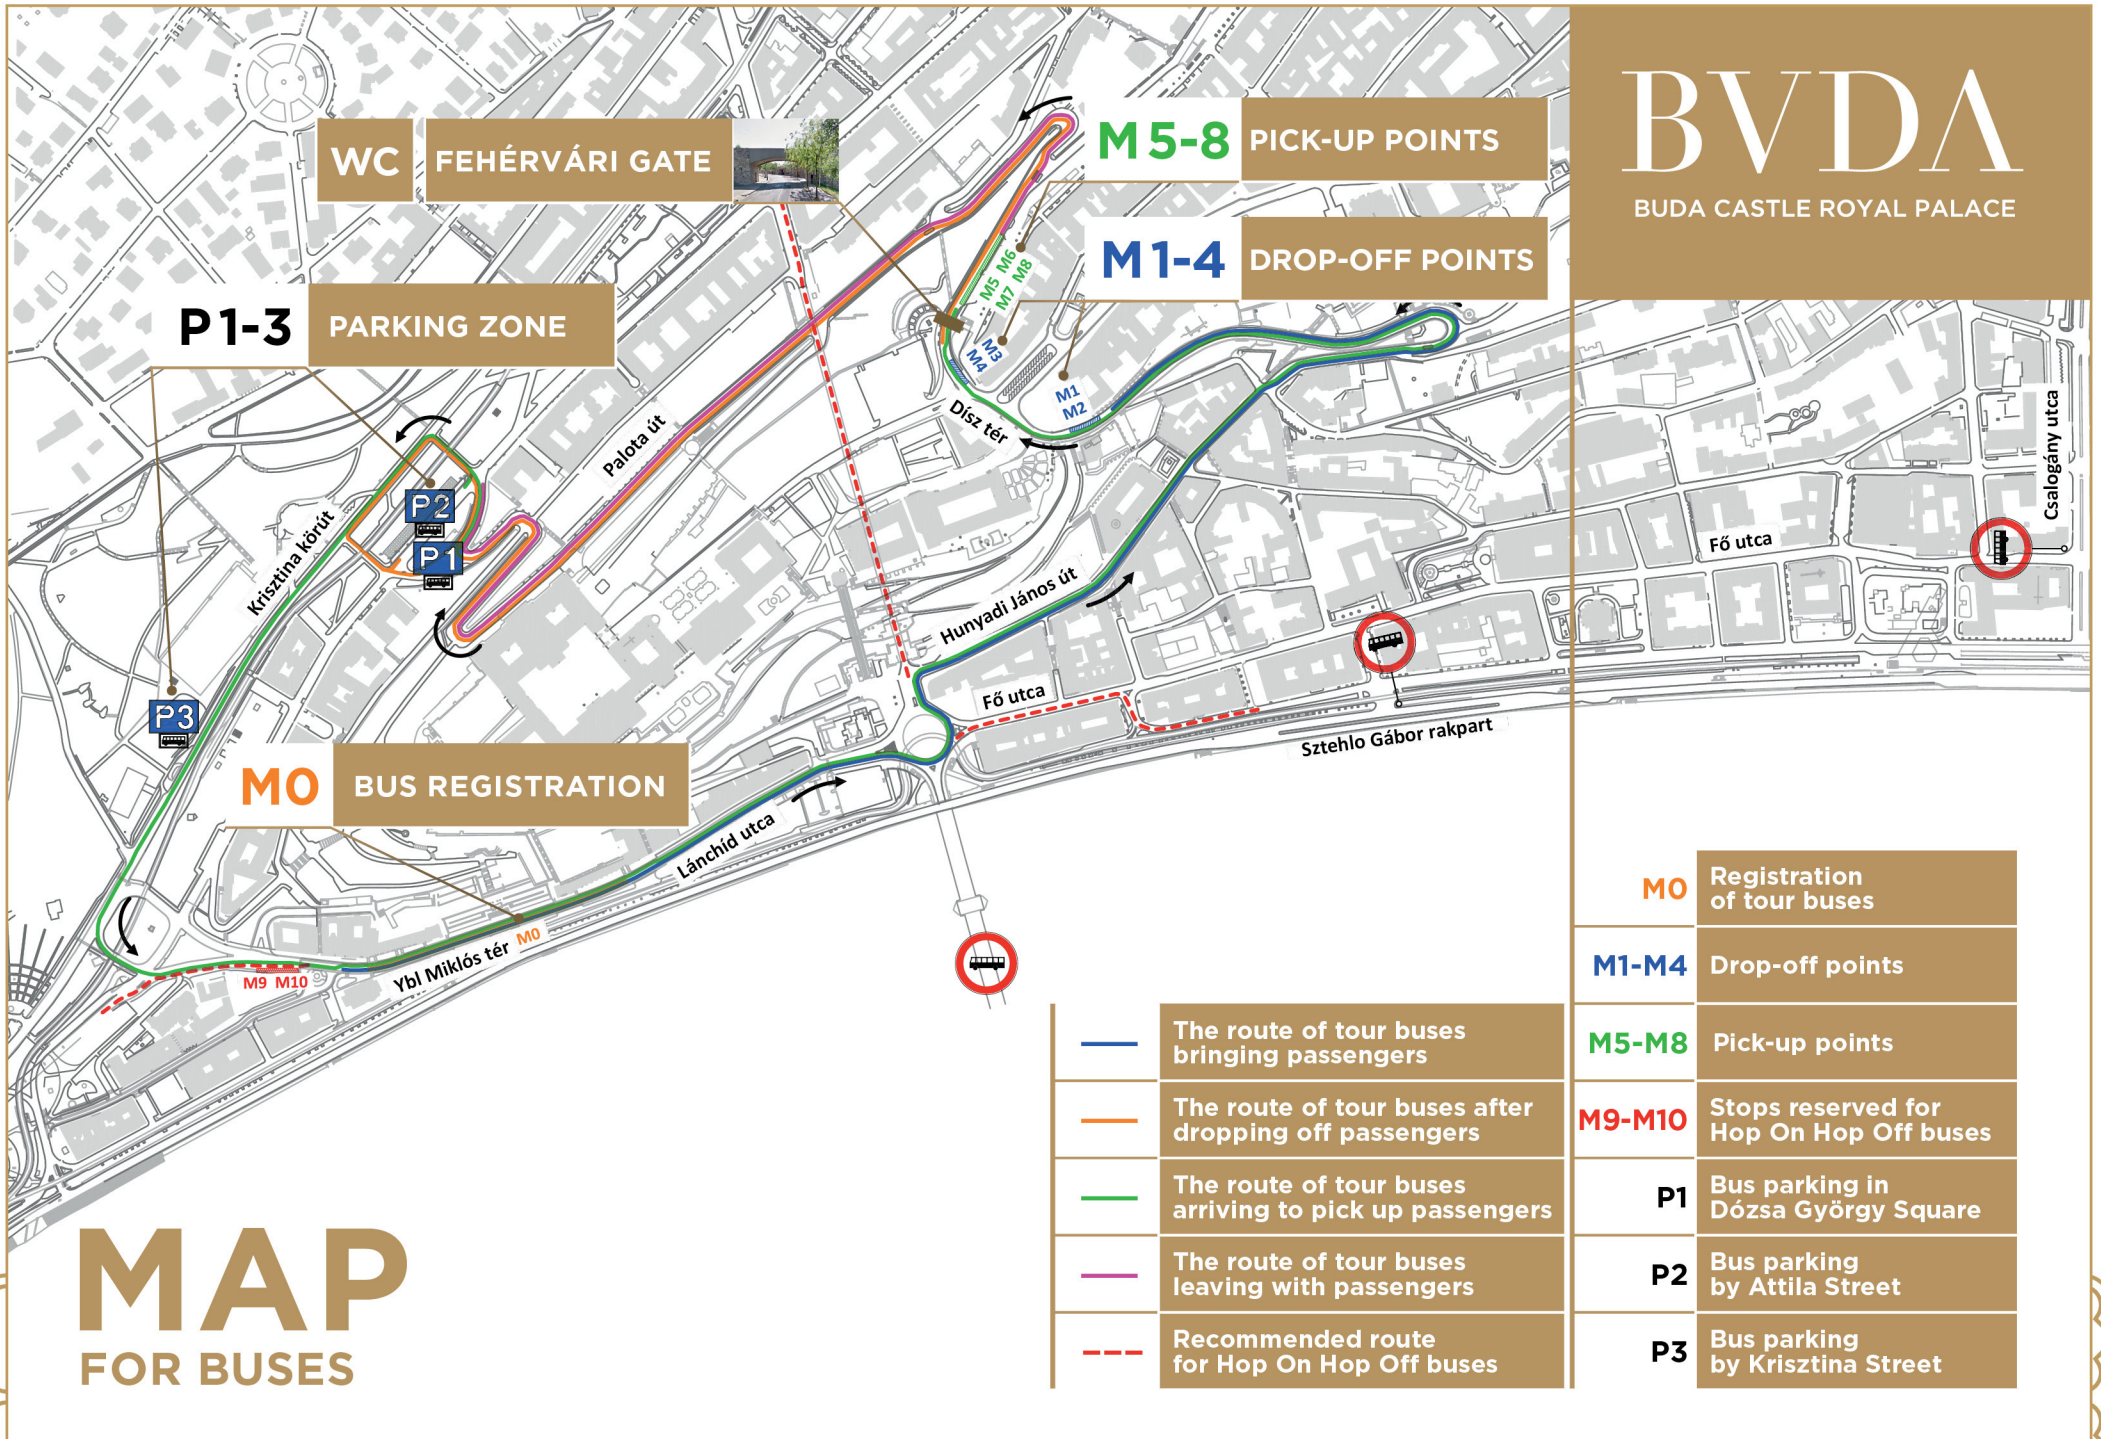 BVDA
BUDA CASTLE ROYAL PALACE
WC
FEHÉRVÁRI GATE
M 5-8
PICK-UP POINTS
M 1-4
DROP-OFF POINTS
P 1-3
PARKING ZONE
M5 M6
M7 M8
M3
M4
M1
M2
Dísz tér
Palota út
Krisztina körút
P2
P1
P3
Csalogány utca
Fő utca
Hunyadi János út
Fő utca
Sztehlo Gábor rakpart
M0
BUS REGISTRATION
Lánchíd utca
Ybl Miklós tér
M0
M9 M10
MAP
FOR BUSES
The route of tour buses
bringing passengers
The route of tour buses after
dropping off passengers
The route of tour buses
arriving to pick up passengers
The route of tour buses
leaving with passengers
Recommended route
for Hop On Hop Off buses
M0
Registration
of tour buses
M1-M4
Drop-off points
M5-M8
Pick-up points
M9-M10
Stops reserved for
Hop On Hop Off buses
P1
Bus parking in
Dózsa György Square
P2
Bus parking
by Attila Street
P3
Bus parking
by Krisztina Street